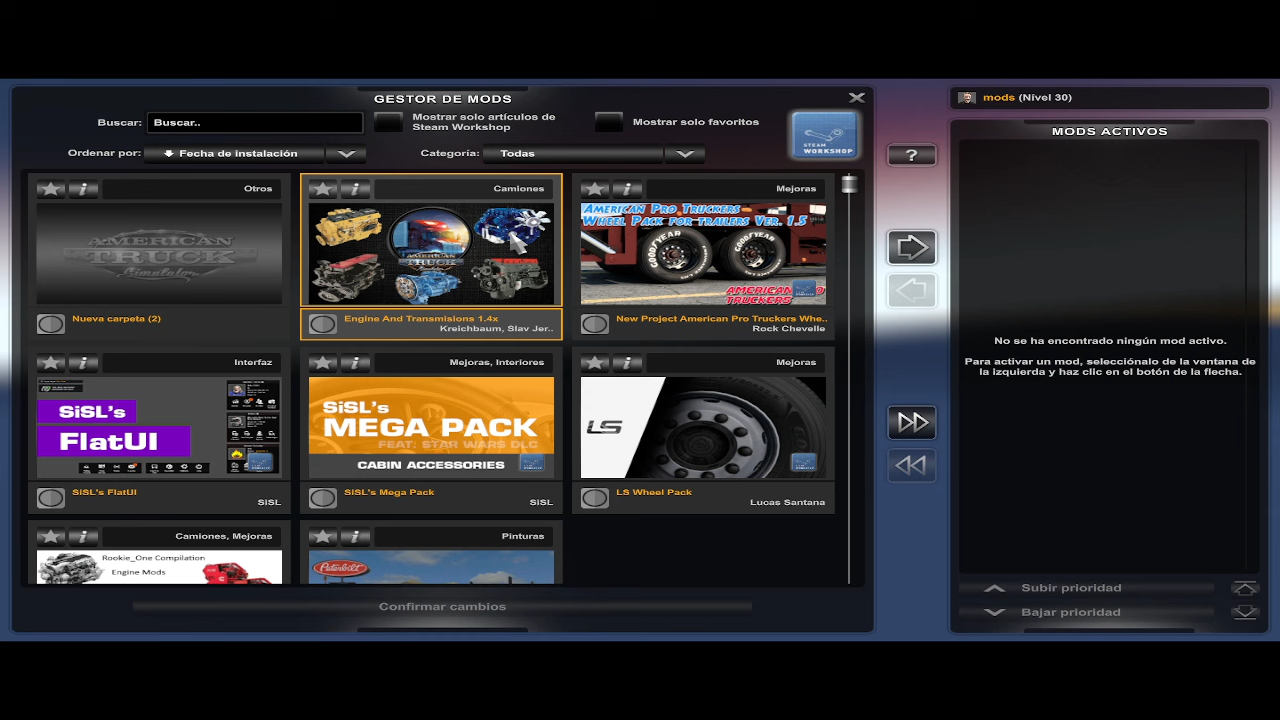 GESTOR DE MODS
Buscar:
Buscar..
Mostrar solo artículos de
Steam Workshop
Mostrar solo favoritos
STEAM
WORKSHOP
Ordenar por:
Fecha de instalación
Categoría:
Todas
Otros
AMERICAN
TRUCK
Simulator
Nueva carpeta (2)
Camiones
AMERICAN
TRUCK
Engine And Transmisions 1.4x
Kreichbaum, Slav Jer..
Mejoras
American Pro Truckers
Wheel Pack for trailers Ver. 1.5
GOODYEAR
GOODYEAR
AMERICAN
TRUCKERS
New Project American Pro Truckers Whe..
Rock Chevelle
Interfaz
SiSL's
FlatUI
SiSL's FlatUI
SiSL
Mejoras, Interiores
SiSL's
MEGA PACK
FEAT. STAR WARS DLC
CABIN ACCESSORIES
SiSL's Mega Pack
SiSL
Mejoras
LS
LS Wheel Pack
Lucas Santana
Camiones, Mejoras
Rookie_One Compilation
Engine Mods
Pinturas
Peterbilt
Confirmar cambios
?
mods (Nivel 30)
MODS ACTIVOS
No se ha encontrado ningún mod activo.
Para activar un mod, selecciónalo de la ventana de
la izquierda y haz clic en el botón de la flecha.
Subir prioridad
Bajar prioridad